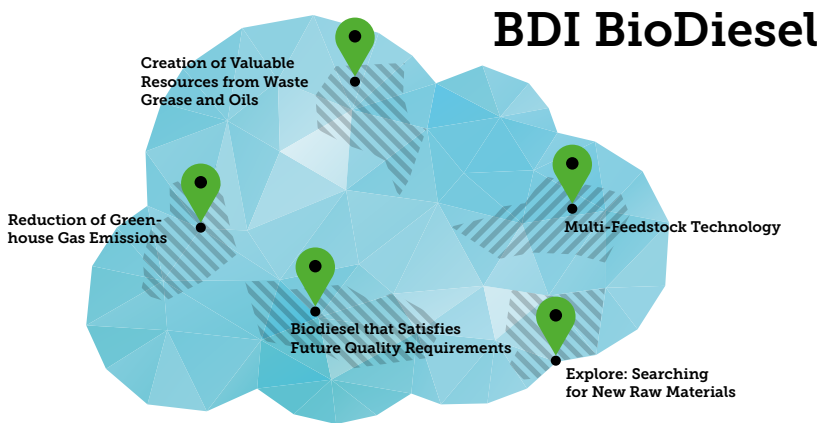 BDI BioDiesel
Creation of Valuable
Resources from Waste
Grease and Oils
Reduction of Green-
house Gas Emissions
Multi-Feedstock Technology
Biodiesel that Satisfies
Future Quality Requirements
Explore: Searching
for New Raw Materials